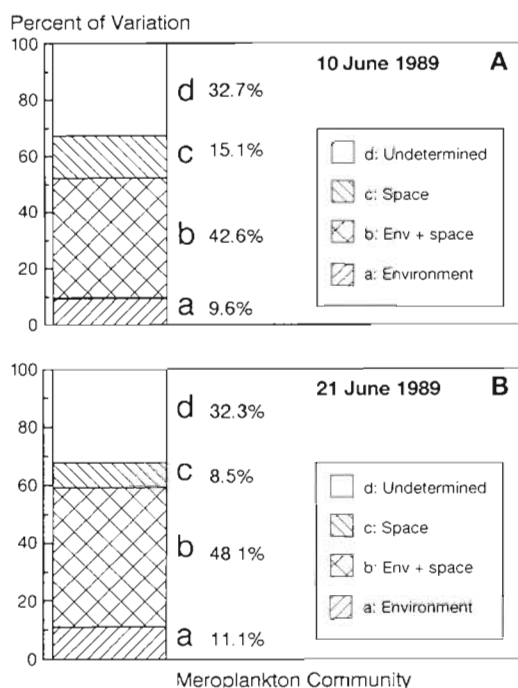 Percent of Variation
100
80
60
40
20
0
10 June 1989 A
d 32.7%
c 15.1%
b 42.6%
a 9.6%
d: Undetermined
c: Space
b: Env + space
a: Environment
100
80
60
40
20
0
21 June 1989 B
d 32.3%
c 8.5%
b 48 1%
a 11.1%
d: Undetermined
c: Space
b: Env + space
a: Environment
Meroplankton Community